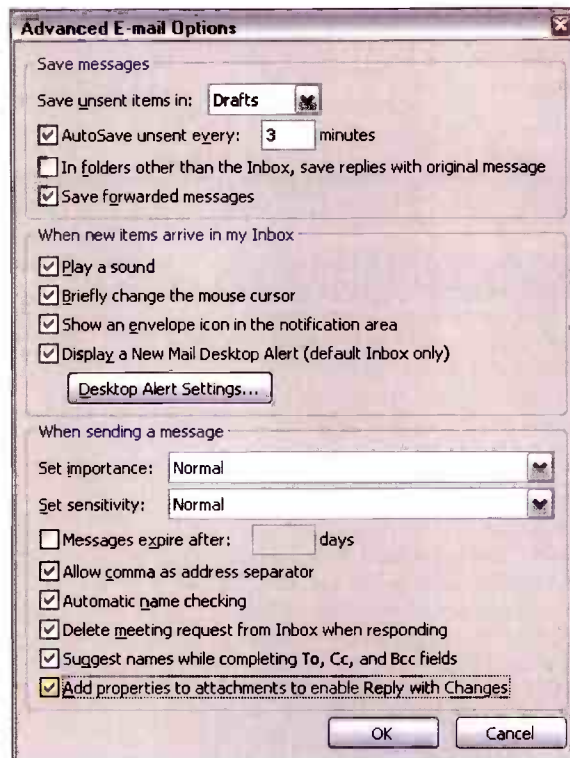 Advanced E-mail Options
Save messages
Save unsent items in: Drafts
AutoSave unsent every: 3 minutes
In folders other than the Inbox, save replies with original message
Save forwarded messages
When new items arrive in my Inbox
Play a sound
Briefly change the mouse cursor
Show an envelope icon in the notification area
Display a New Mail Desktop Alert (default Inbox only)
Desktop Alert Settings...
When sending a message
Set importance: Normal
Set sensitivity: Normal
Messages expire after: days
Allow comma as address separator
Automatic name checking
Delete meeting request from Inbox when responding
Suggest names while completing To, Cc, and Bcc fields
Add properties to attachments to enable Reply with Changes
OK Cancel